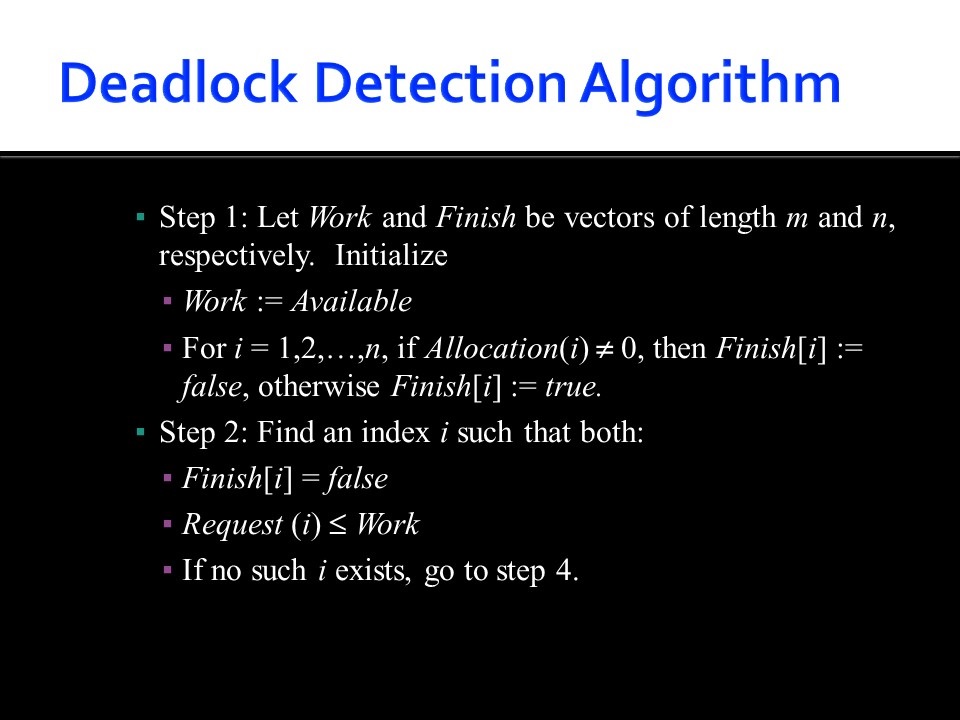 Deadlock Detection Algorithm
▪ Step 1: Let Work and Finish be vectors of length m and n,
respectively. Initialize
▪ Work := Available
▪ For i = 1,2,…,n, if Allocation(i) ≠ 0, then Finish[i] :=
false, otherwise Finish[i] := true.
▪ Step 2: Find an index i such that both:
▪ Finish[i] = false
▪ Request (i) ≤ Work
▪ If no such i exists, go to step 4.